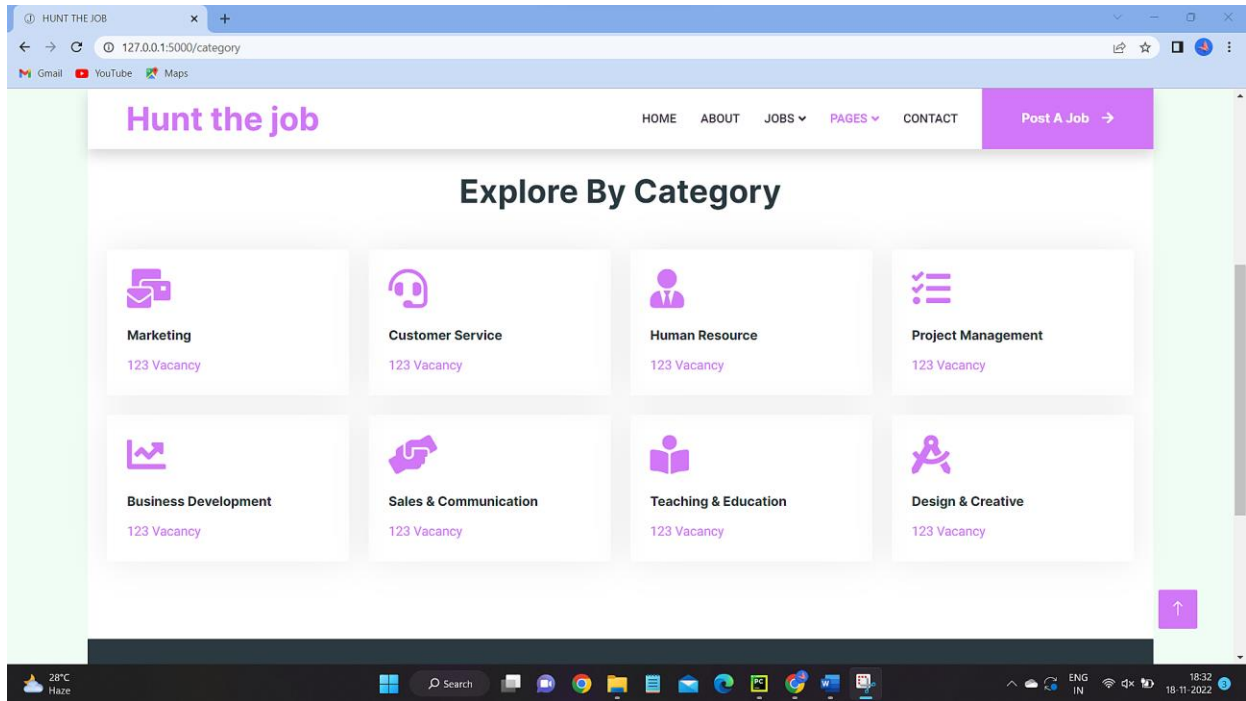 HUNT THE JOB
127.0.0.1:5000/category
Gmail YouTube Maps
Hunt the job
HOME ABOUT JOBS PAGES CONTACT Post A Job
Explore By Category
Marketing Customer Service Human Resource Project Management
123 Vacancy 123 Vacancy 123 Vacancy 123 Vacancy
Business Development Sales & Communication Teaching & Education Design & Creative
123 Vacancy 123 Vacancy 123 Vacancy 123 Vacancy
28°C
Haze
Search
PC
W
ENG
IN
18:32
18-11-2022
3